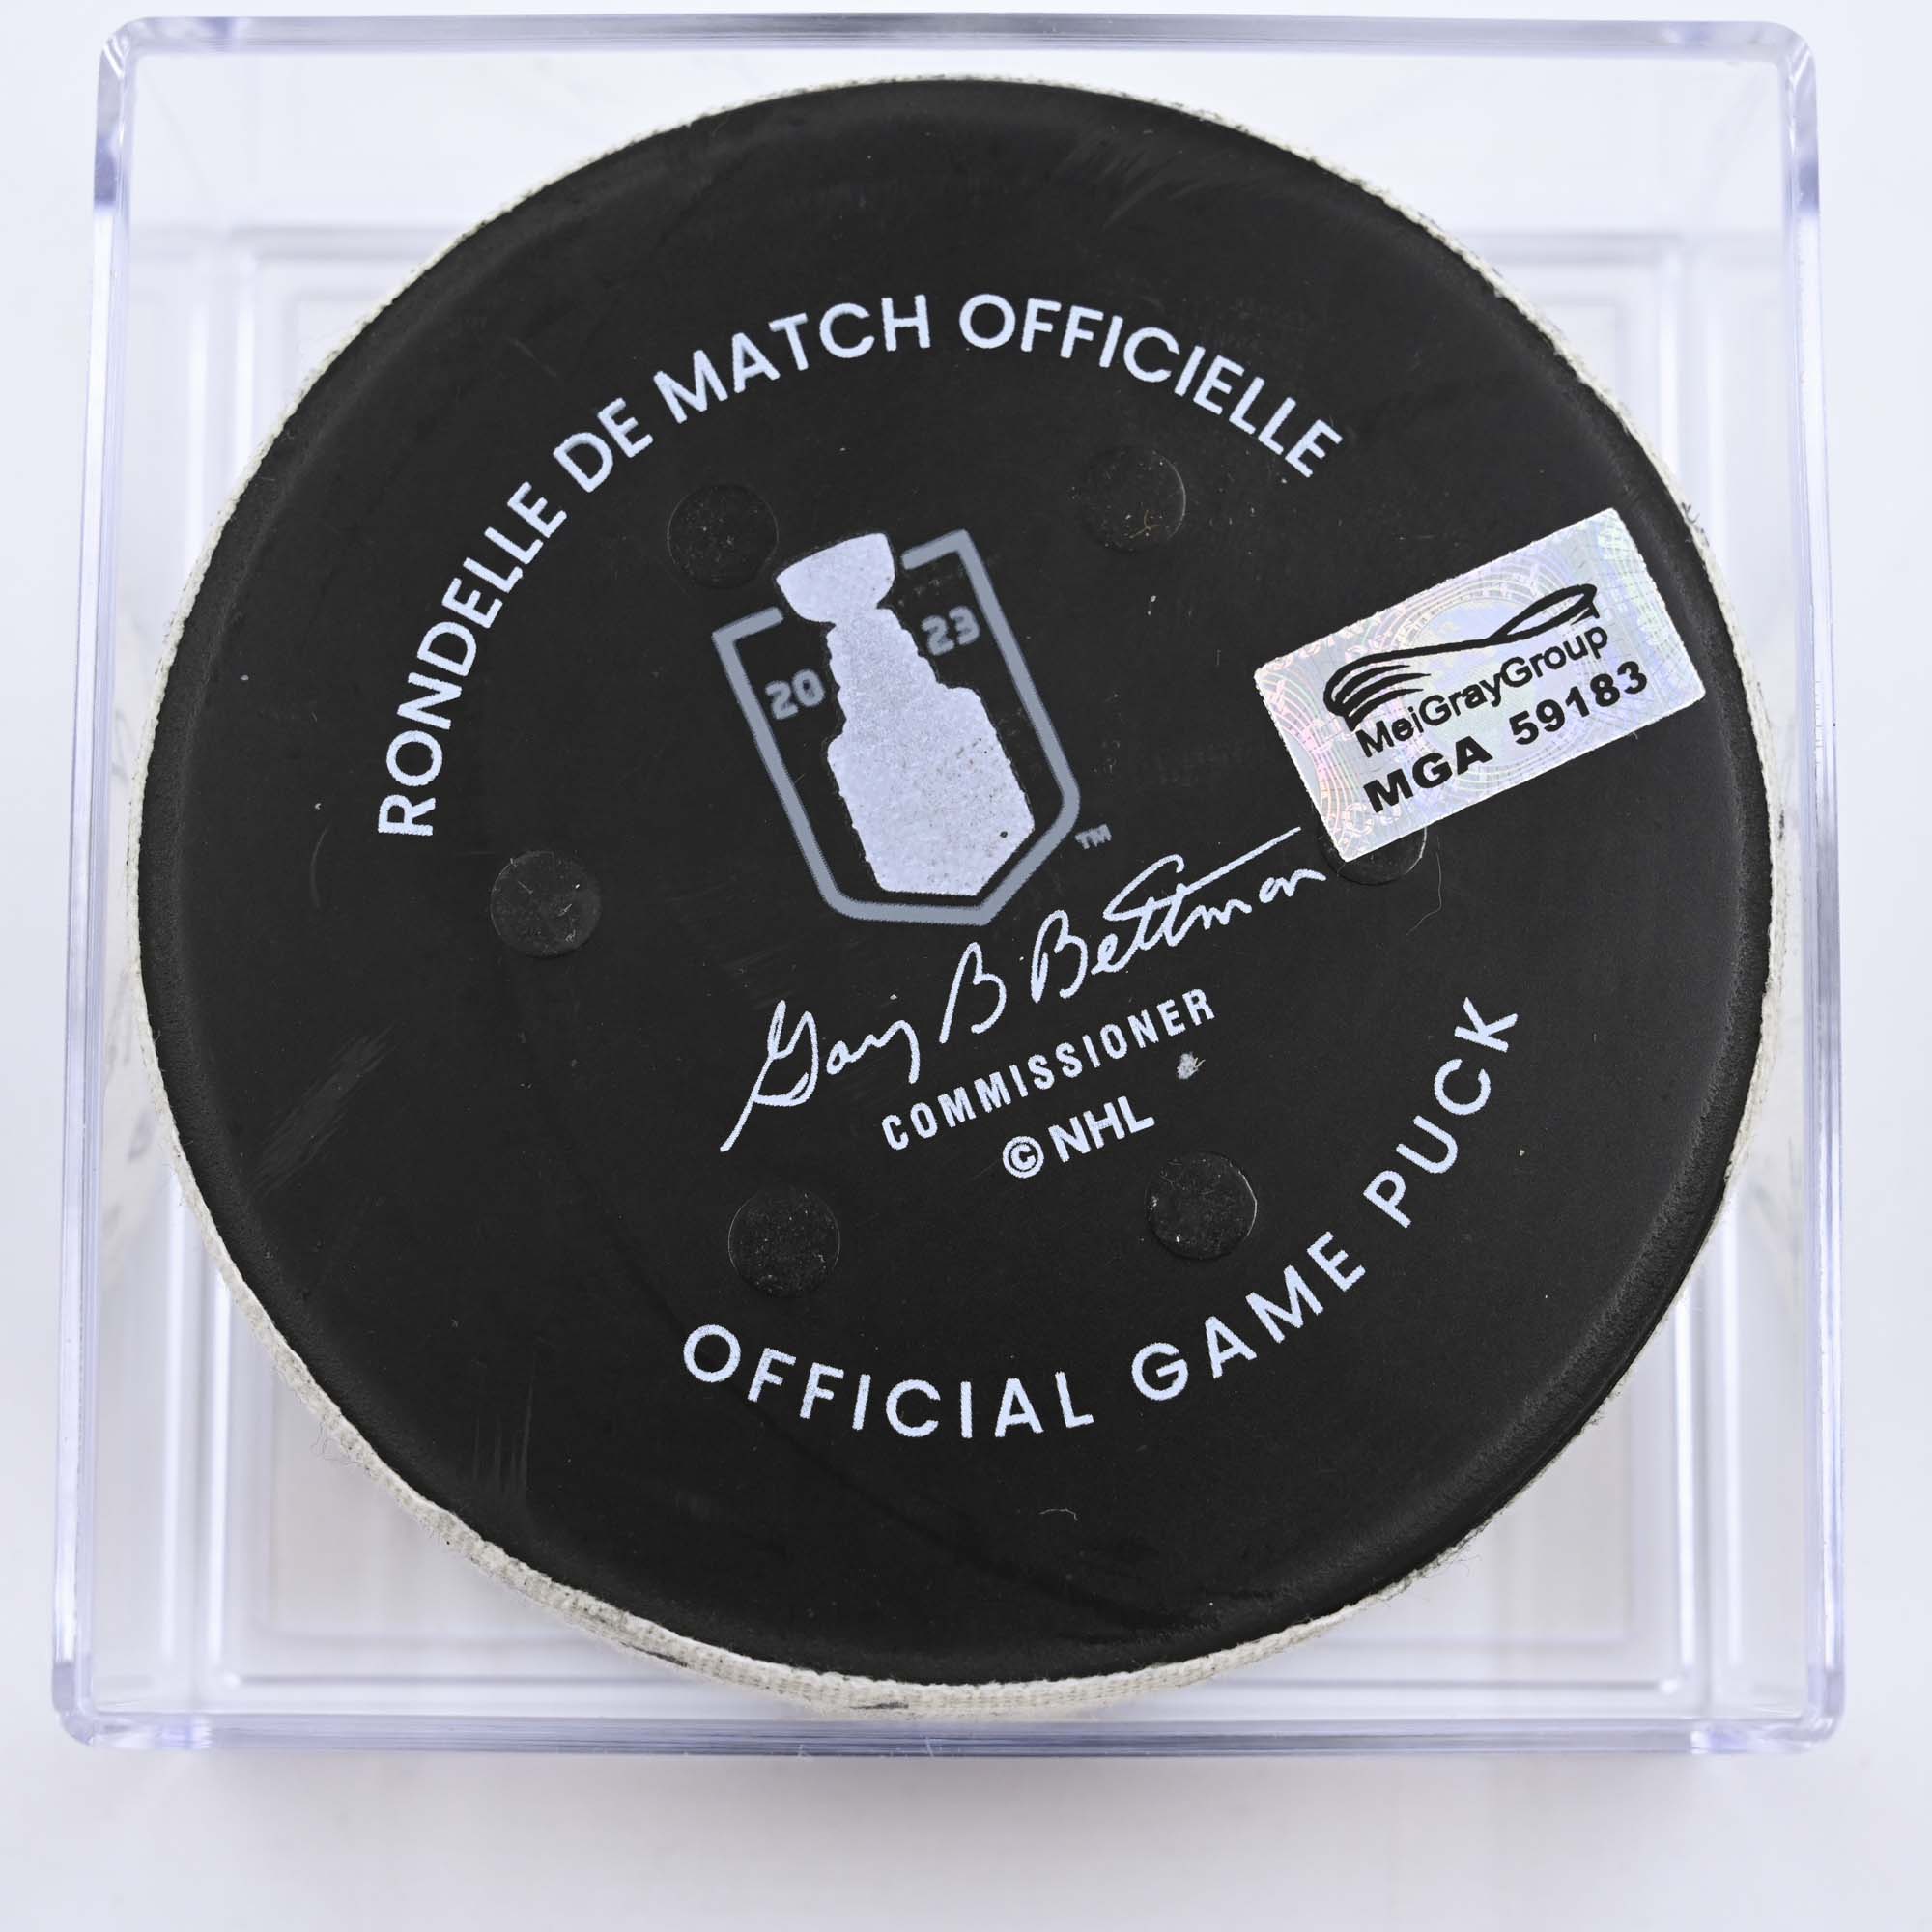 RONDELLE DE MATCH OFFICIELLE
20 23
TM
MeiGrayGroup
MGA 59183
Gary B Bettman
COMMISSIONER
©NHL
OFFICIAL GAME PUCK